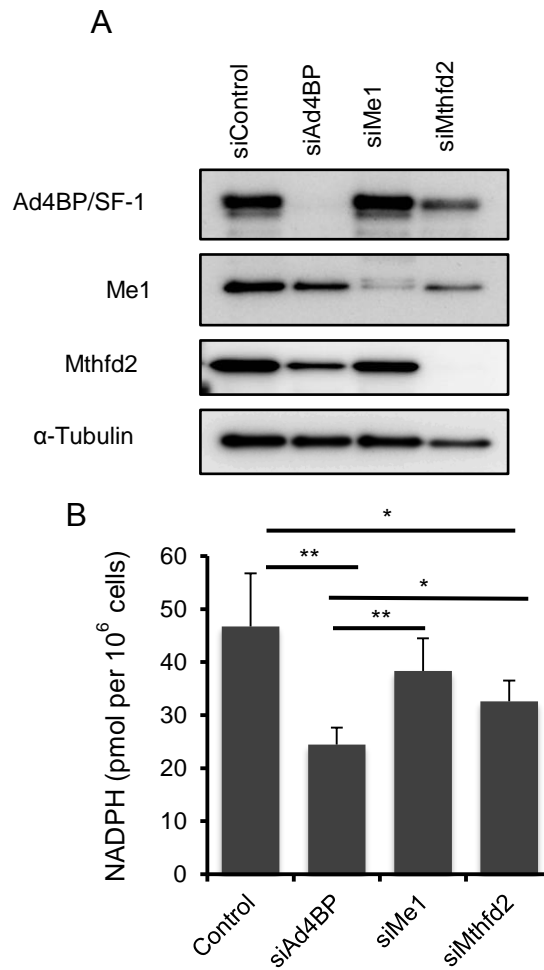 A
siControl
siAd4BP
siMe1
siMthfd2
Ad4BP/SF-1
Me1
Mthfd2
α-Tubulin
B
*
**
*
**
NADPH (pmol per 10⁶ cells)
60
50
40
30
20
10
0
Control
siAd4BP
siMe1
siMthfd2